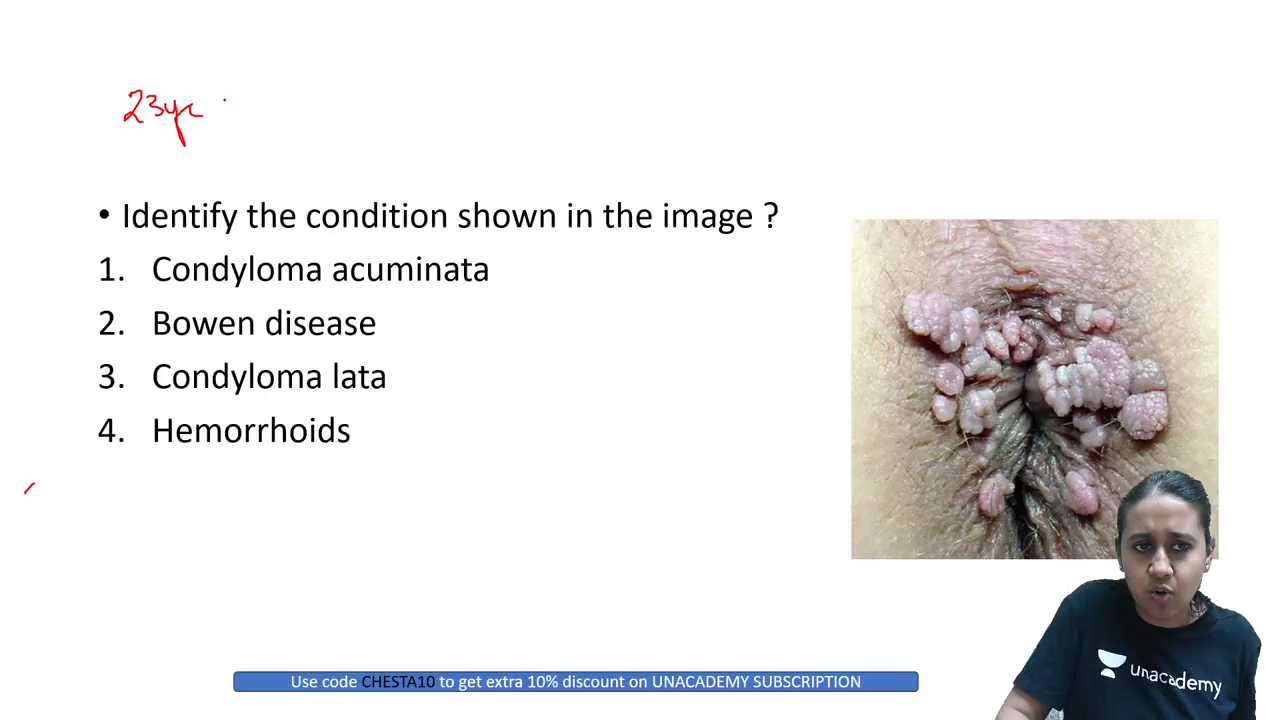 23yr
• Identify the condition shown in the image ?
1. Condyloma acuminata
2. Bowen disease
3. Condyloma lata
4. Hemorrhoids
unacademy
Use code CHESTA10 to get extra 10% discount on UNACADEMY SUBSCRIPTION